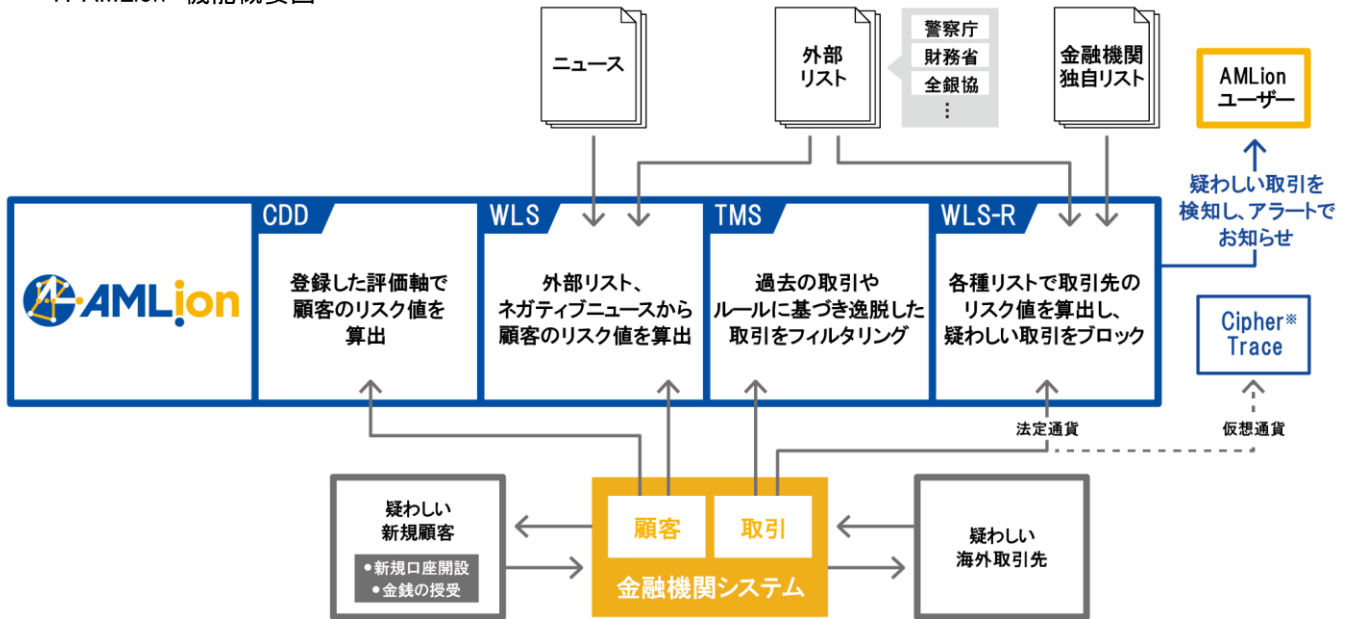 ニュース
外部
リスト
警察庁
財務省
全銀協
⋮
金融機関
独自リスト
AMLion
ユーザー
疑わしい取引を
検知し、アラートで
お知らせ
AMLion
CDD
登録した評価軸で
顧客のリスク値を
算出
WLS
外部リスト、
ネガティブニュースから
顧客のリスク値を算出
TMS
過去の取引や
ルールに基づき逸脱した
取引をフィルタリング
WLS-R
各種リストで取引先の
リスク値を算出し、
疑わしい取引をブロック
Cipher※
Trace
法定通貨
仮想通貨
疑わしい
新規顧客
●新規口座開設
●金銭の授受
顧客
取引
金融機関システム
疑わしい
海外取引先